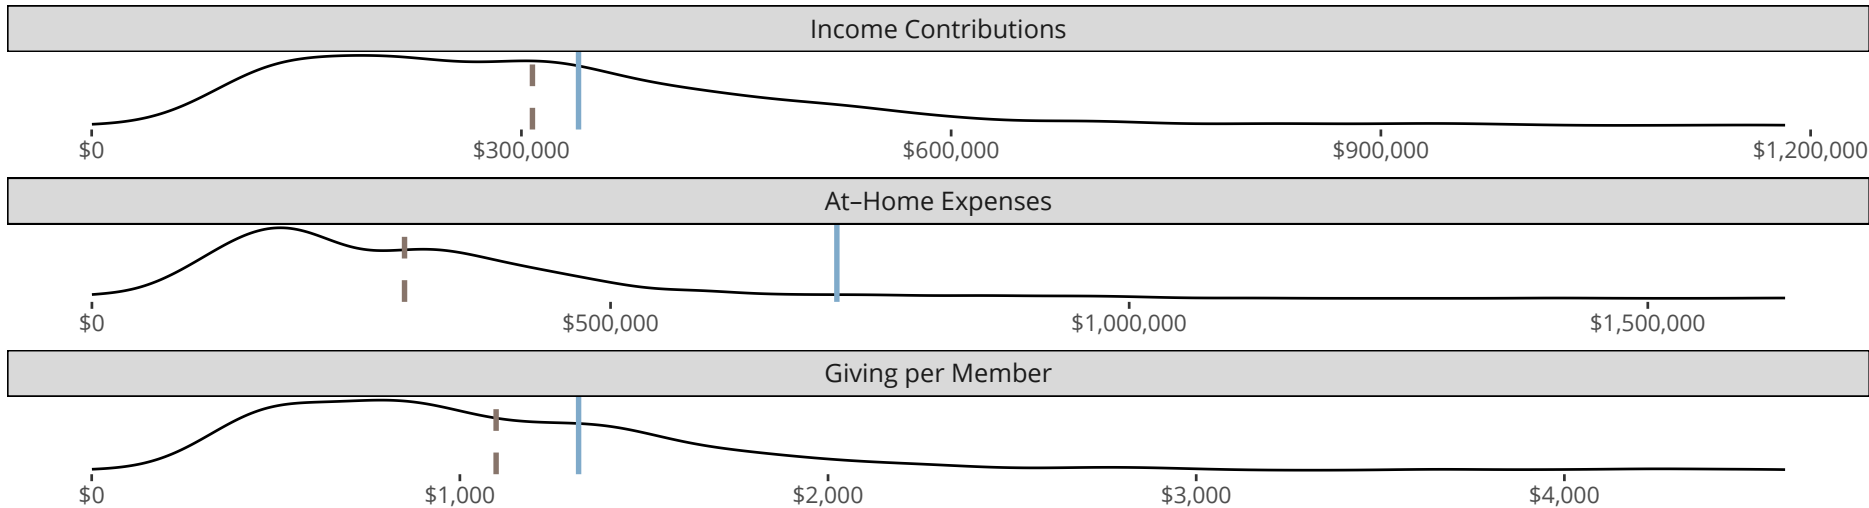 Income Contributions
$0 $300,000 $600,000 $900,000 $1,200,000
At–Home Expenses
$0 $500,000 $1,000,000 $1,500,000
Giving per Member
$0 $1,000 $2,000 $3,000 $4,000